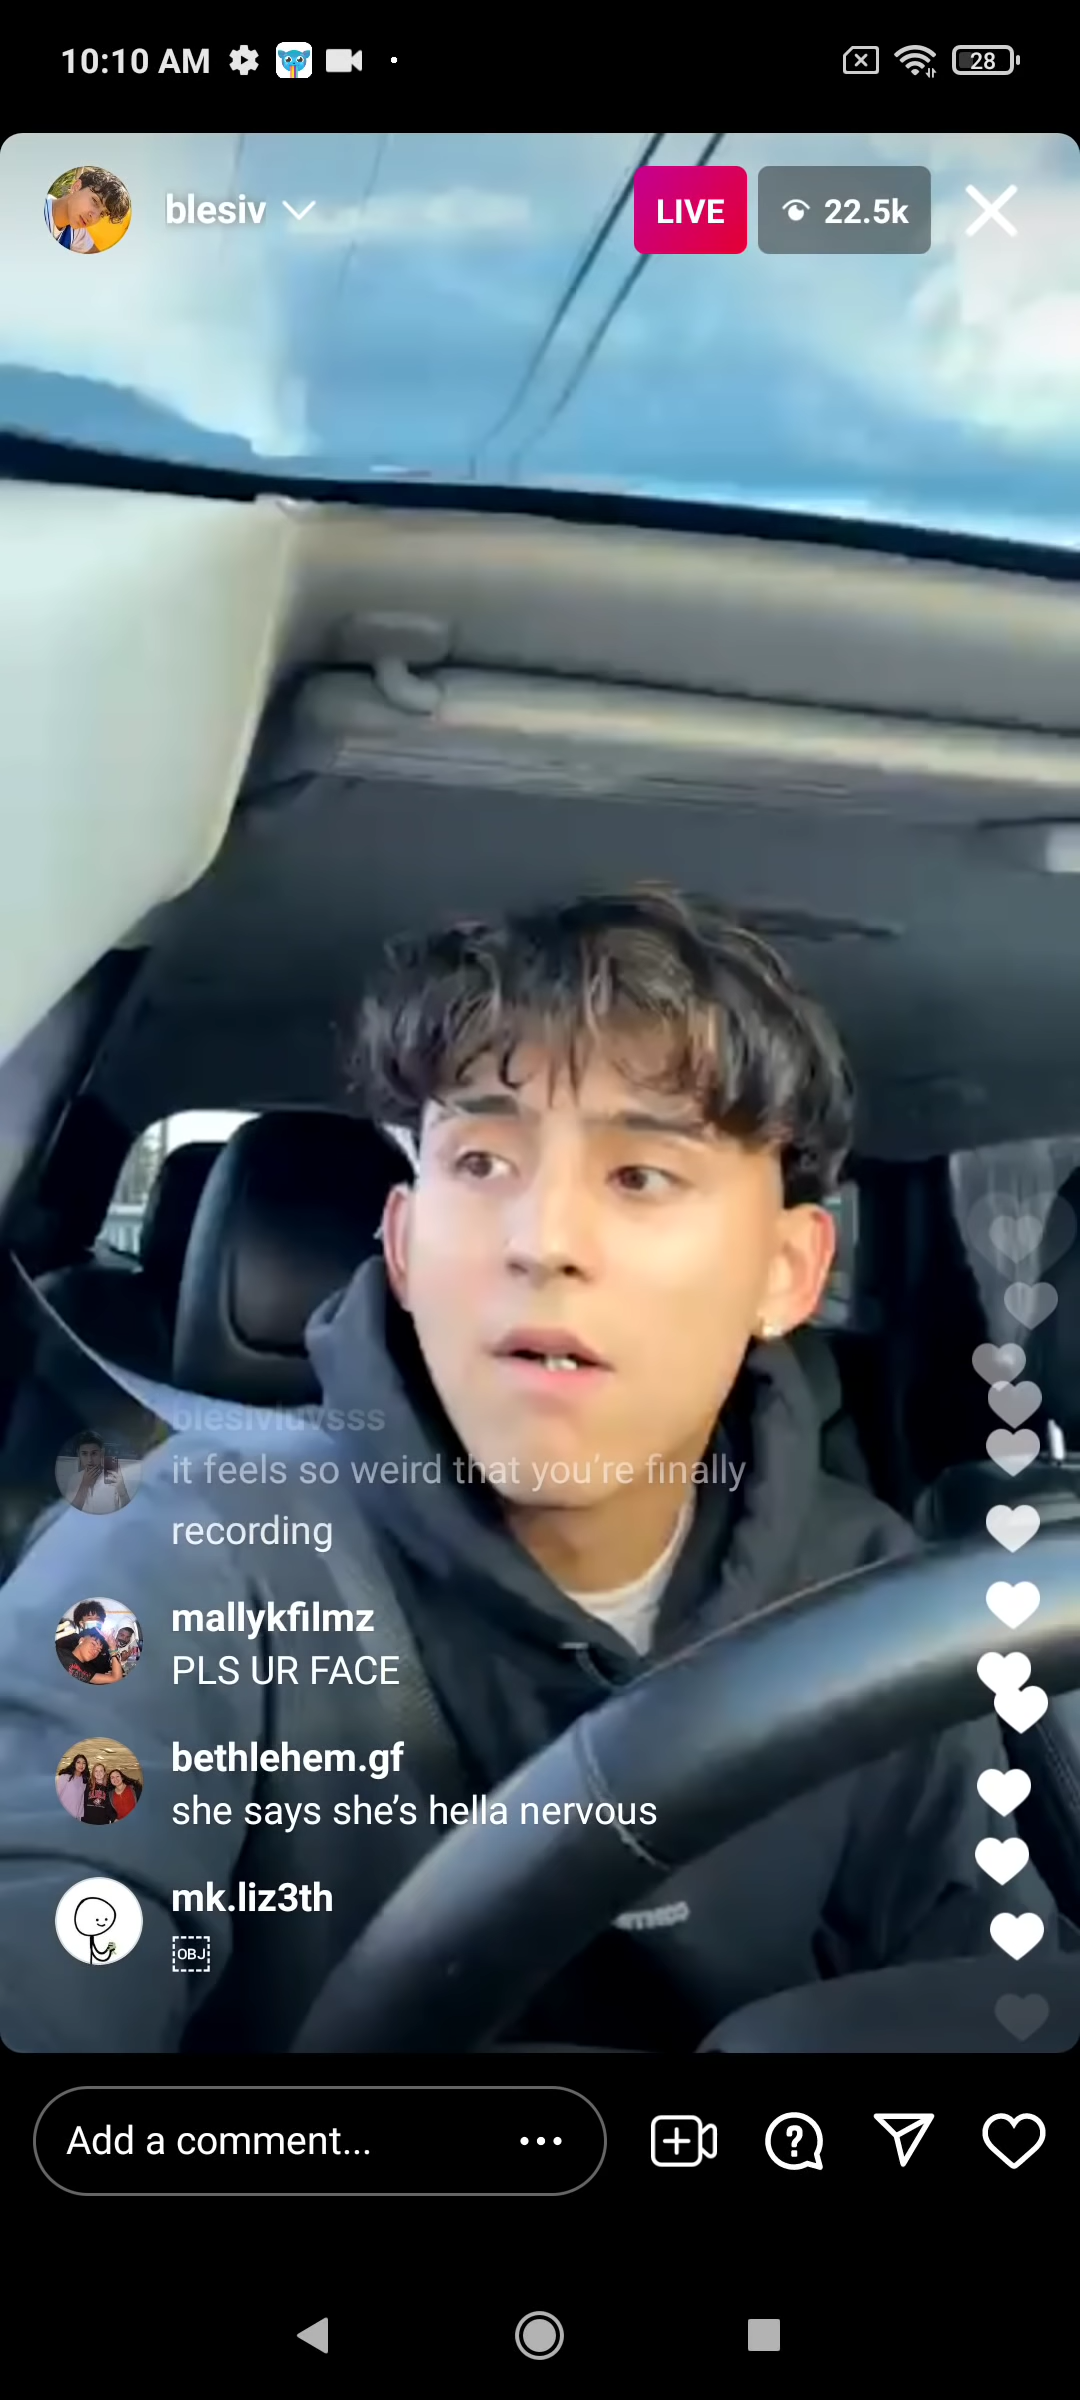 10:10 AM
28
blesiv
LIVE
22.5k
blesivluvsss
it feels so weird that you’re finally
recording
mallykfilmz
PLS UR FACE
bethlehem.gf
she says she’s hella nervous
mk.liz3th
OBJ
Add a comment...